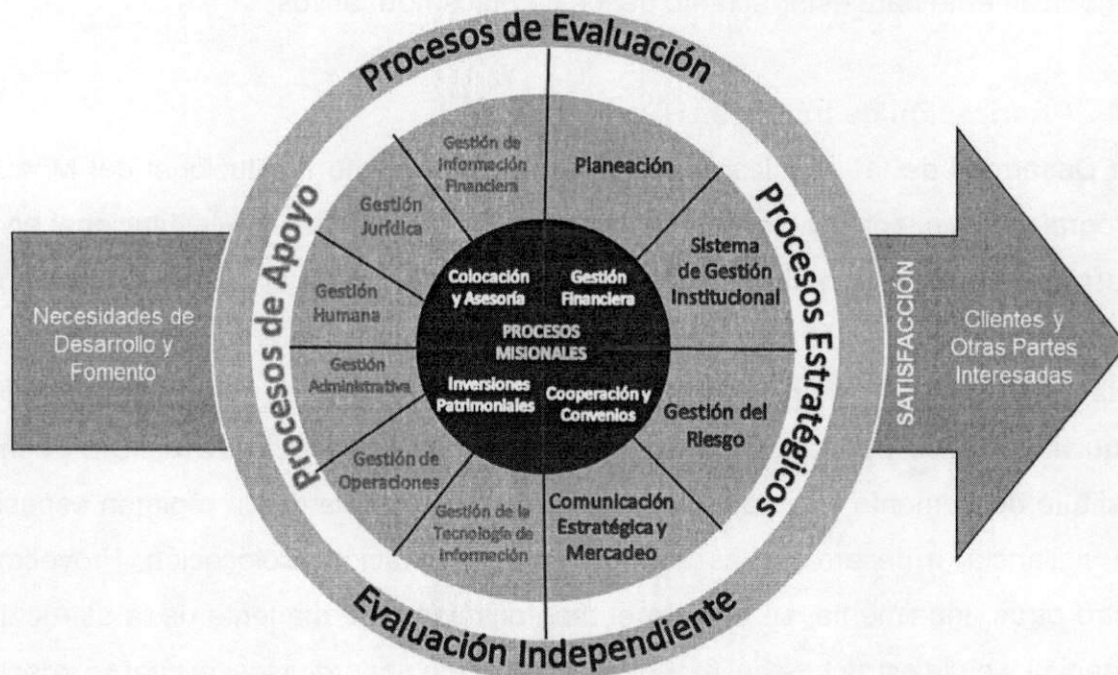 Procesos de Evaluación
Gestión de
Información
Financiera
Planeación
Gestión
Jurídica
Procesos de Apoyo
Procesos Estratégicos
Sistema
de Gestión
Institucional
Colocación
y Asesoría
Gestión
Financiera
Gestión
Humana
PROCESOS
MISIONALES
Necesidades de
Desarrollo y
Fomento
SATISFACCIÓN
Clientes y
Otras Partes
Interesadas
Gestión
Administrativa
Inversiones
Patrimoniales
Cooperación y
Convenios
Gestión del
Riesgo
Gestión de
Operaciones
Gestión de la
Tecnología de
Información
Comunicación
Estratégica y
Mercadeo
Evaluación Independiente